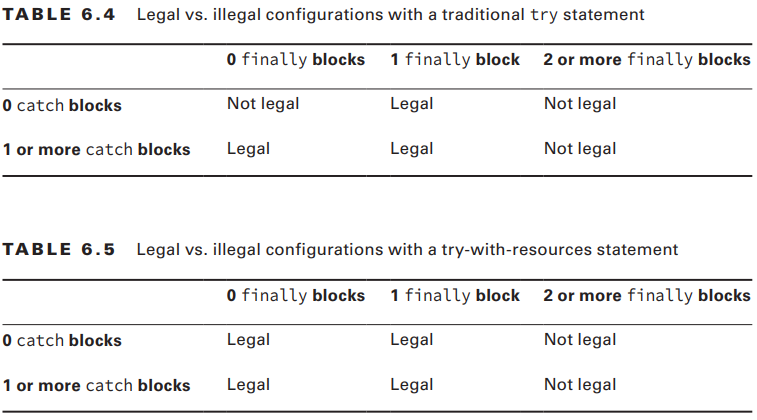 TABLE 6.4 Legal vs. illegal configurations with a traditional try statement
0 finally blocks 1 finally block 2 or more finally blocks
0 catch blocks Not legal Legal Not legal
1 or more catch blocks Legal Legal Not legal
TABLE 6.5 Legal vs. illegal configurations with a try-with-resources statement
0 finally blocks 1 finally block 2 or more finally blocks
0 catch blocks Legal Legal Not legal
1 or more catch blocks Legal Legal Not legal